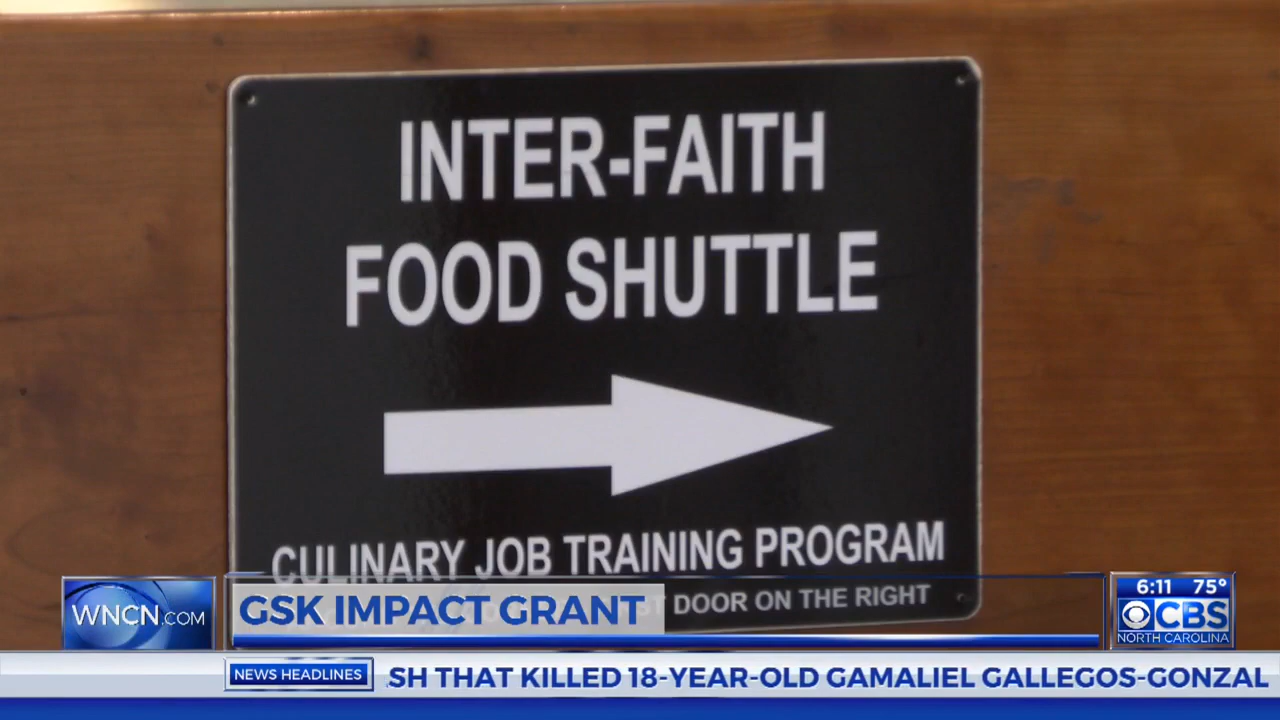 INTER-FAITH
FOOD SHUTTLE
CULINARY JOB TRAINING PROGRAM
DOOR ON THE RIGHT
WNCN.COM
GSK IMPACT GRANT
6:11 75°
CBS
NORTH CAROLINA
NEWS HEADLINES
SH THAT KILLED 18-YEAR-OLD GAMALIEL GALLEGOS-GONZAL